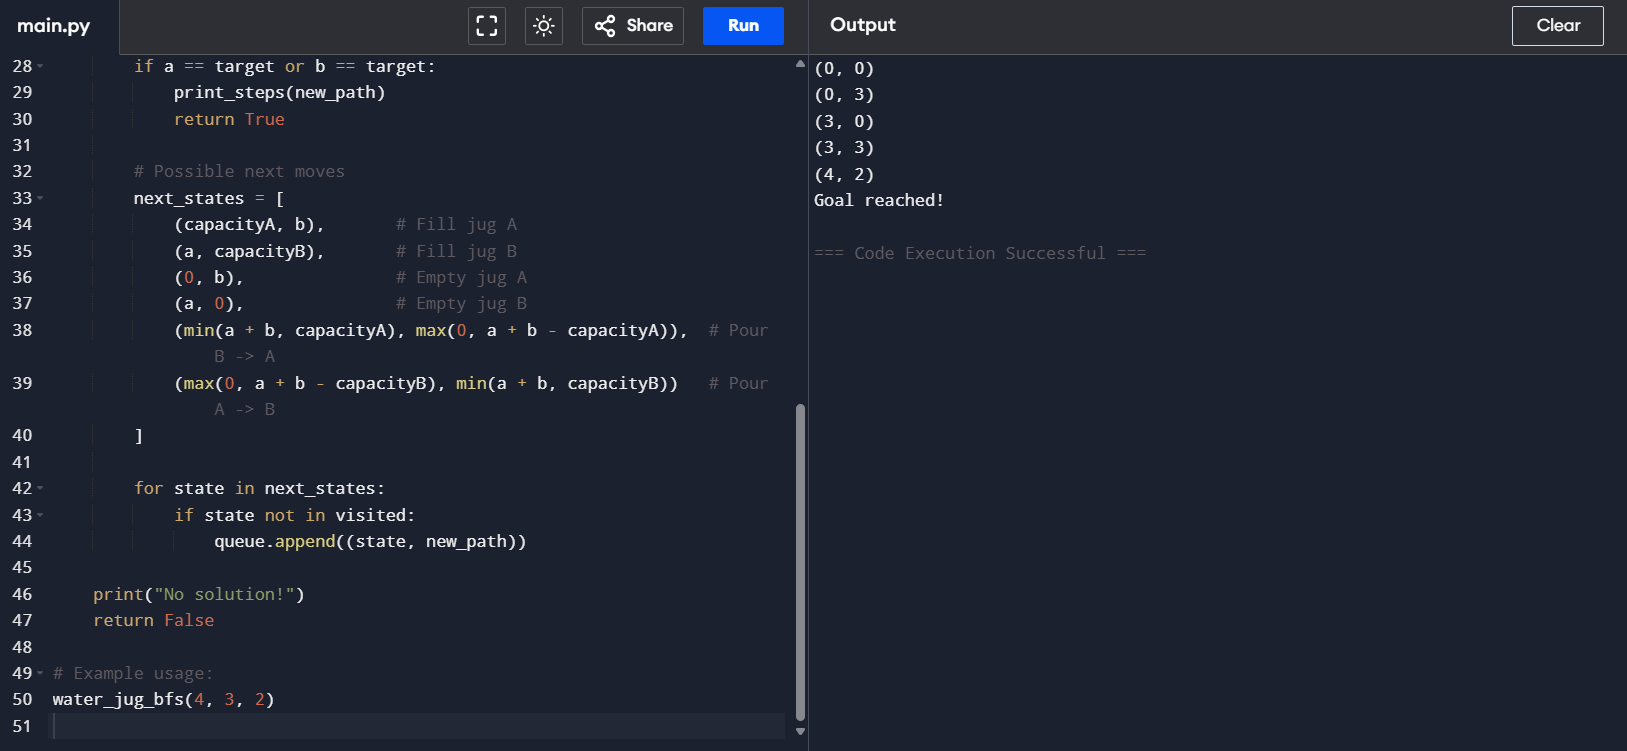 main.py
Share
Run
Output
Clear
28 if a == target or b == target:
29 print_steps(new_path)
30 return True
31
32 # Possible next moves
33 next_states = [
34 (capacityA, b), # Fill jug A
35 (a, capacityB), # Fill jug B
36 (0, b), # Empty jug A
37 (a, 0), # Empty jug B
38 (min(a + b, capacityA), max(0, a + b - capacityA)), # Pour
B -> A
39 (max(0, a + b - capacityB), min(a + b, capacityB)) # Pour
A -> B
40 ]
41
42 for state in next_states:
43 if state not in visited:
44 queue.append((state, new_path))
45
46 print("No solution!")
47 return False
48
49 # Example usage:
50 water_jug_bfs(4, 3, 2)
51
(0, 0)
(0, 3)
(3, 0)
(3, 3)
(4, 2)
Goal reached!
=== Code Execution Successful ===